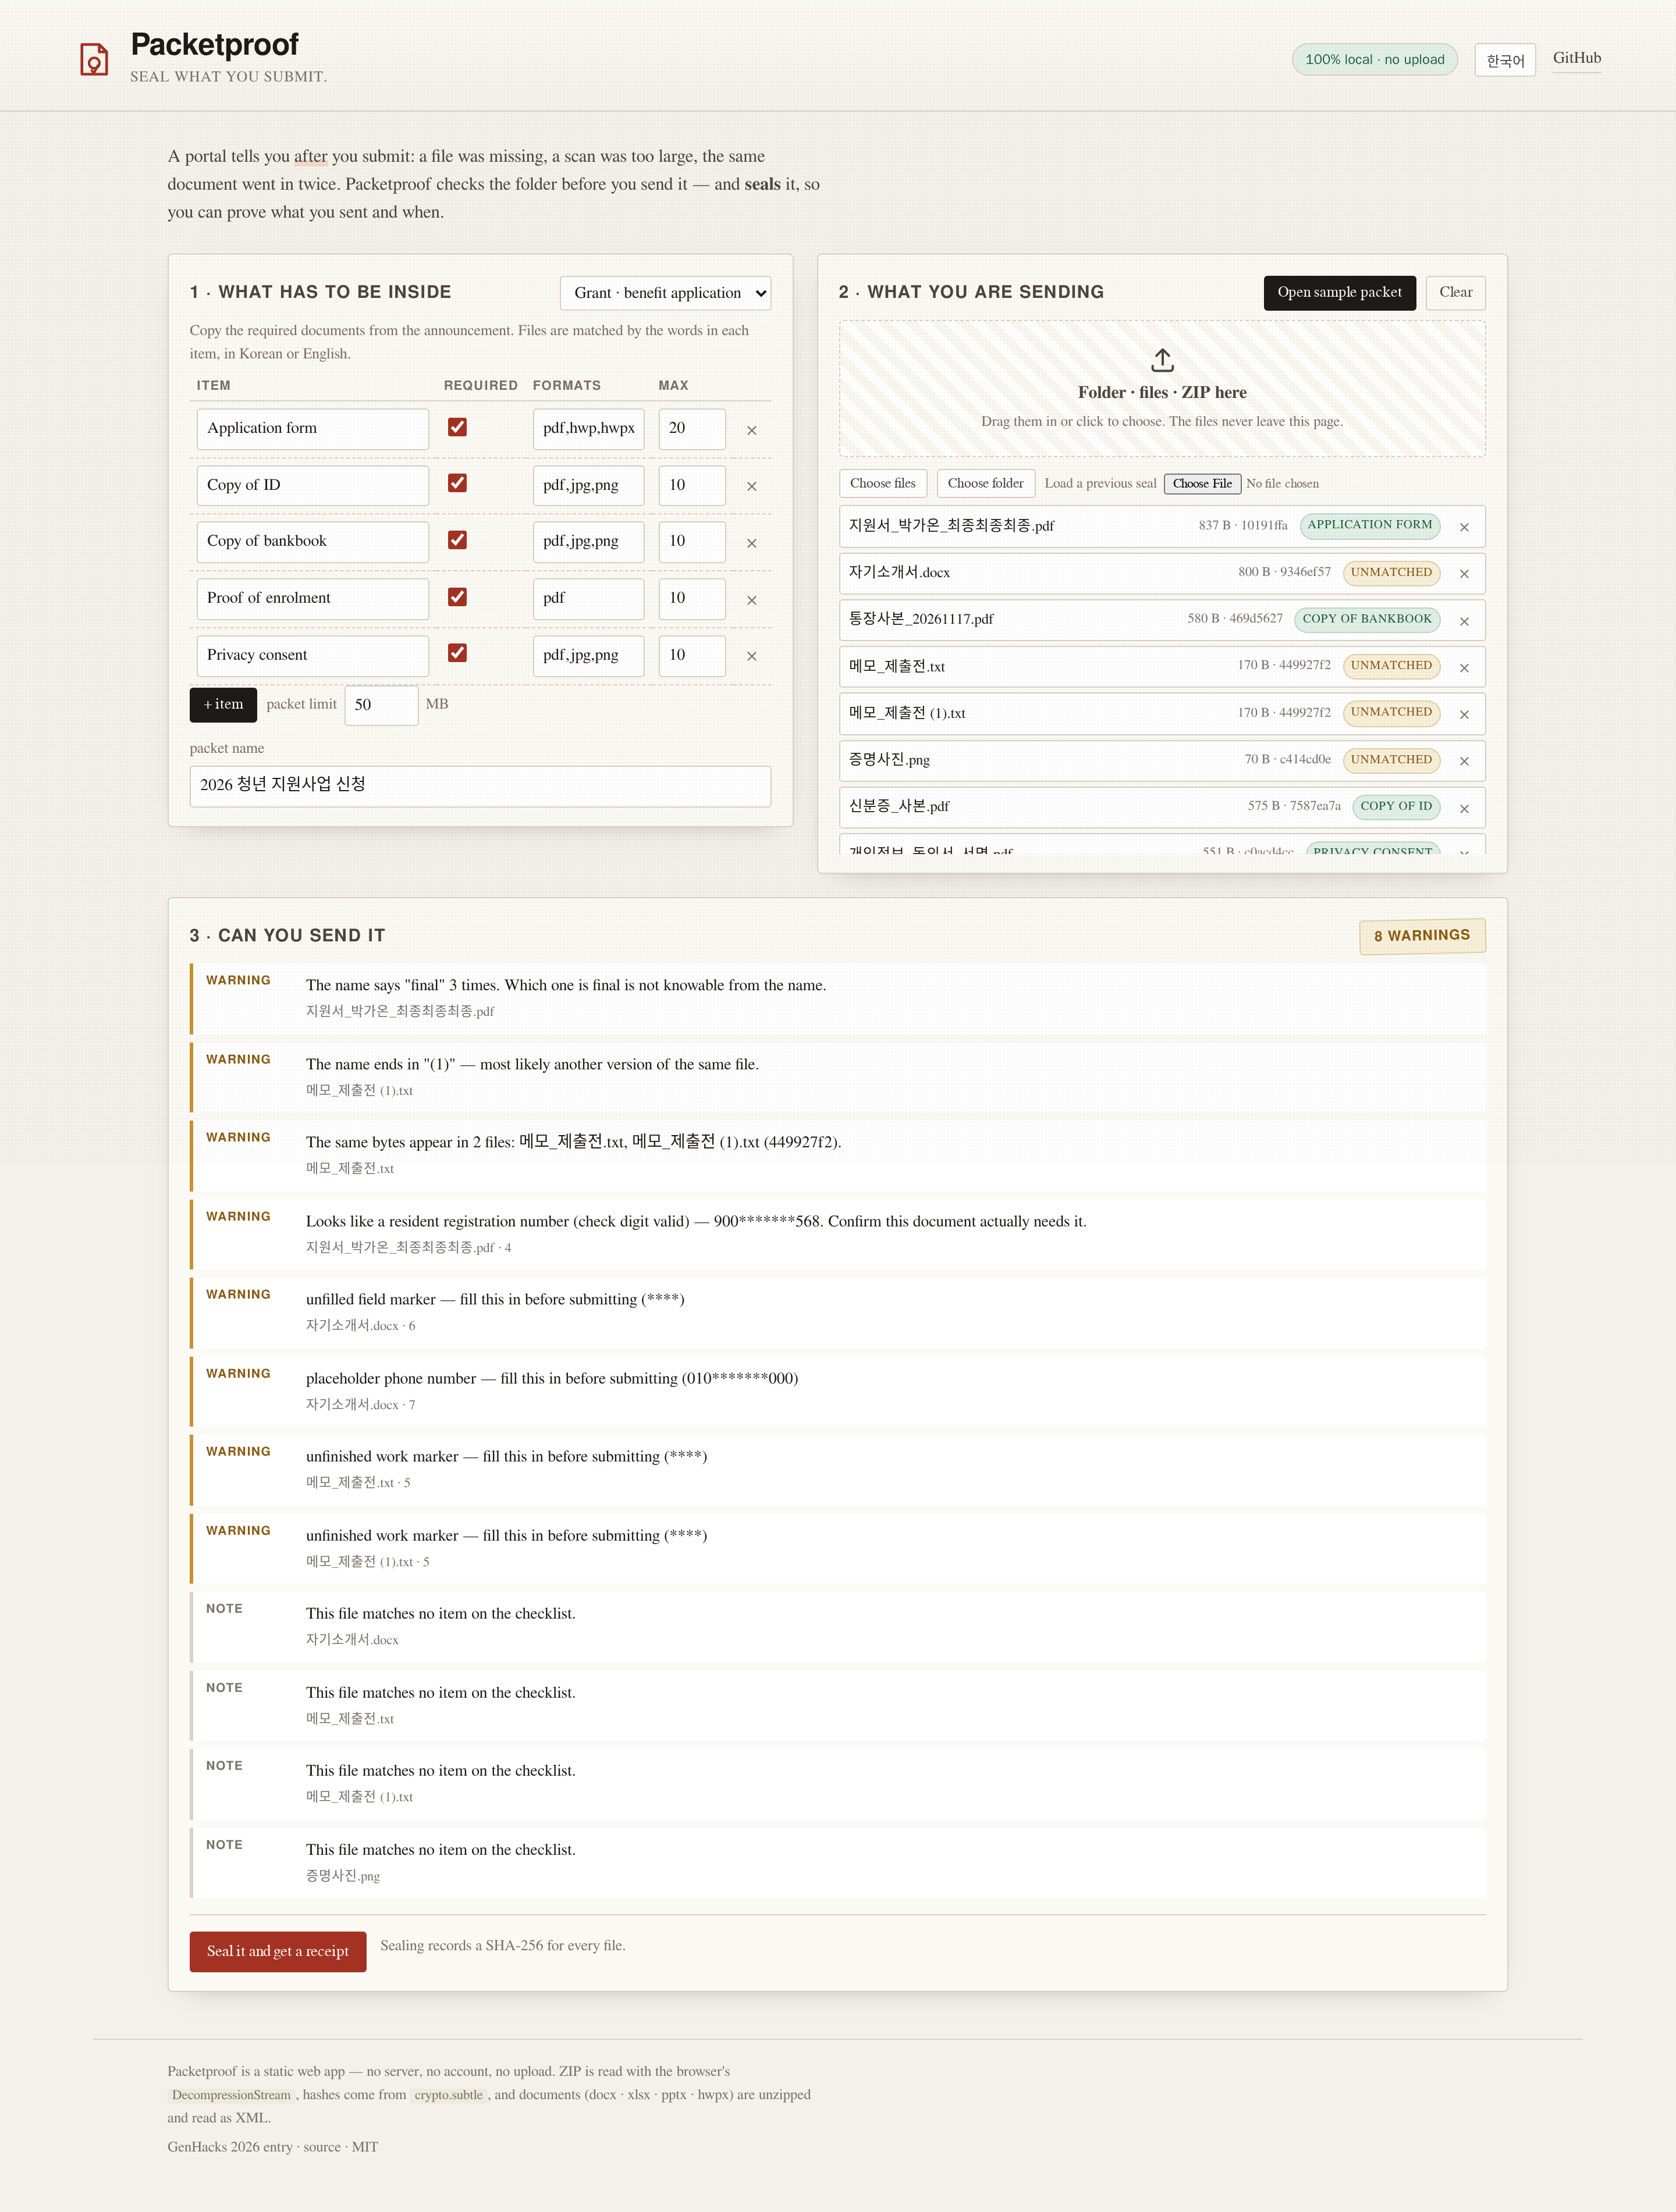 Packetproof
SEAL WHAT YOU SUBMIT.
100% local · no upload
한국어
GitHub
A portal tells you after you submit: a file was missing, a scan was too large, the same
document went in twice. Packetproof checks the folder before you send it — and seals it, so
you can prove what you sent and when.
1 · WHAT HAS TO BE INSIDE
Grant · benefit application
Copy the required documents from the announcement. Files are matched by the words in each
item, in Korean or English.
ITEM REQUIRED FORMATS MAX
Application form pdf,hwp,hwpx 20 ×
Copy of ID pdf,jpg,png 10 ×
Copy of bankbook pdf,jpg,png 10 ×
Proof of enrolment pdf 10 ×
Privacy consent pdf,jpg,png 10 ×
+ item packet limit 50 MB
packet name
2026 청년 지원사업 신청
2 · WHAT YOU ARE SENDING
Open sample packet
Clear
Folder · files · ZIP here
Drag them in or click to choose. The files never leave this page.
Choose files Choose folder Load a previous seal Choose File No file chosen
지원서_박가온_최종최종최종.pdf 837 B · 10191ffa APPLICATION FORM ×
자기소개서.docx 800 B · 9346ef57 UNMATCHED ×
통장사본_20261117.pdf 580 B · 469d5627 COPY OF BANKBOOK ×
메모_제출전.txt 170 B · 449927f2 UNMATCHED ×
메모_제출전 (1).txt 170 B · 449927f2 UNMATCHED ×
증명사진.png 70 B · c414cd0e UNMATCHED ×
신분증_사본.pdf 575 B · 7587ea7a COPY OF ID ×
개인정보_동의서_서명.pdf 551 B · c0acd4cc PRIVACY CONSENT ×
3 · CAN YOU SEND IT
8 WARNINGS
WARNING The name says "final" 3 times. Which one is final is not knowable from the name.
지원서_박가온_최종최종최종.pdf
WARNING The name ends in "(1)" — most likely another version of the same file.
메모_제출전 (1).txt
WARNING The same bytes appear in 2 files: 메모_제출전.txt, 메모_제출전 (1).txt (449927f2).
메모_제출전.txt
WARNING Looks like a resident registration number (check digit valid) — 900*******568. Confirm this document actually needs it.
지원서_박가온_최종최종최종.pdf · 4
WARNING unfilled field marker — fill this in before submitting (****)
자기소개서.docx · 6
WARNING placeholder phone number — fill this in before submitting (010*******000)
자기소개서.docx · 7
WARNING unfinished work marker — fill this in before submitting (****)
메모_제출전.txt · 5
WARNING unfinished work marker — fill this in before submitting (****)
메모_제출전 (1).txt · 5
NOTE This file matches no item on the checklist.
자기소개서.docx
NOTE This file matches no item on the checklist.
메모_제출전.txt
NOTE This file matches no item on the checklist.
메모_제출전 (1).txt
NOTE This file matches no item on the checklist.
증명사진.png
Seal it and get a receipt Sealing records a SHA-256 for every file.
Packetproof is a static web app — no server, no account, no upload. ZIP is read with the browser's
DecompressionStream, hashes come from crypto.subtle, and documents (docx · xlsx · pptx · hwpx) are unzipped
and read as XML.
GenHacks 2026 entry · source · MIT